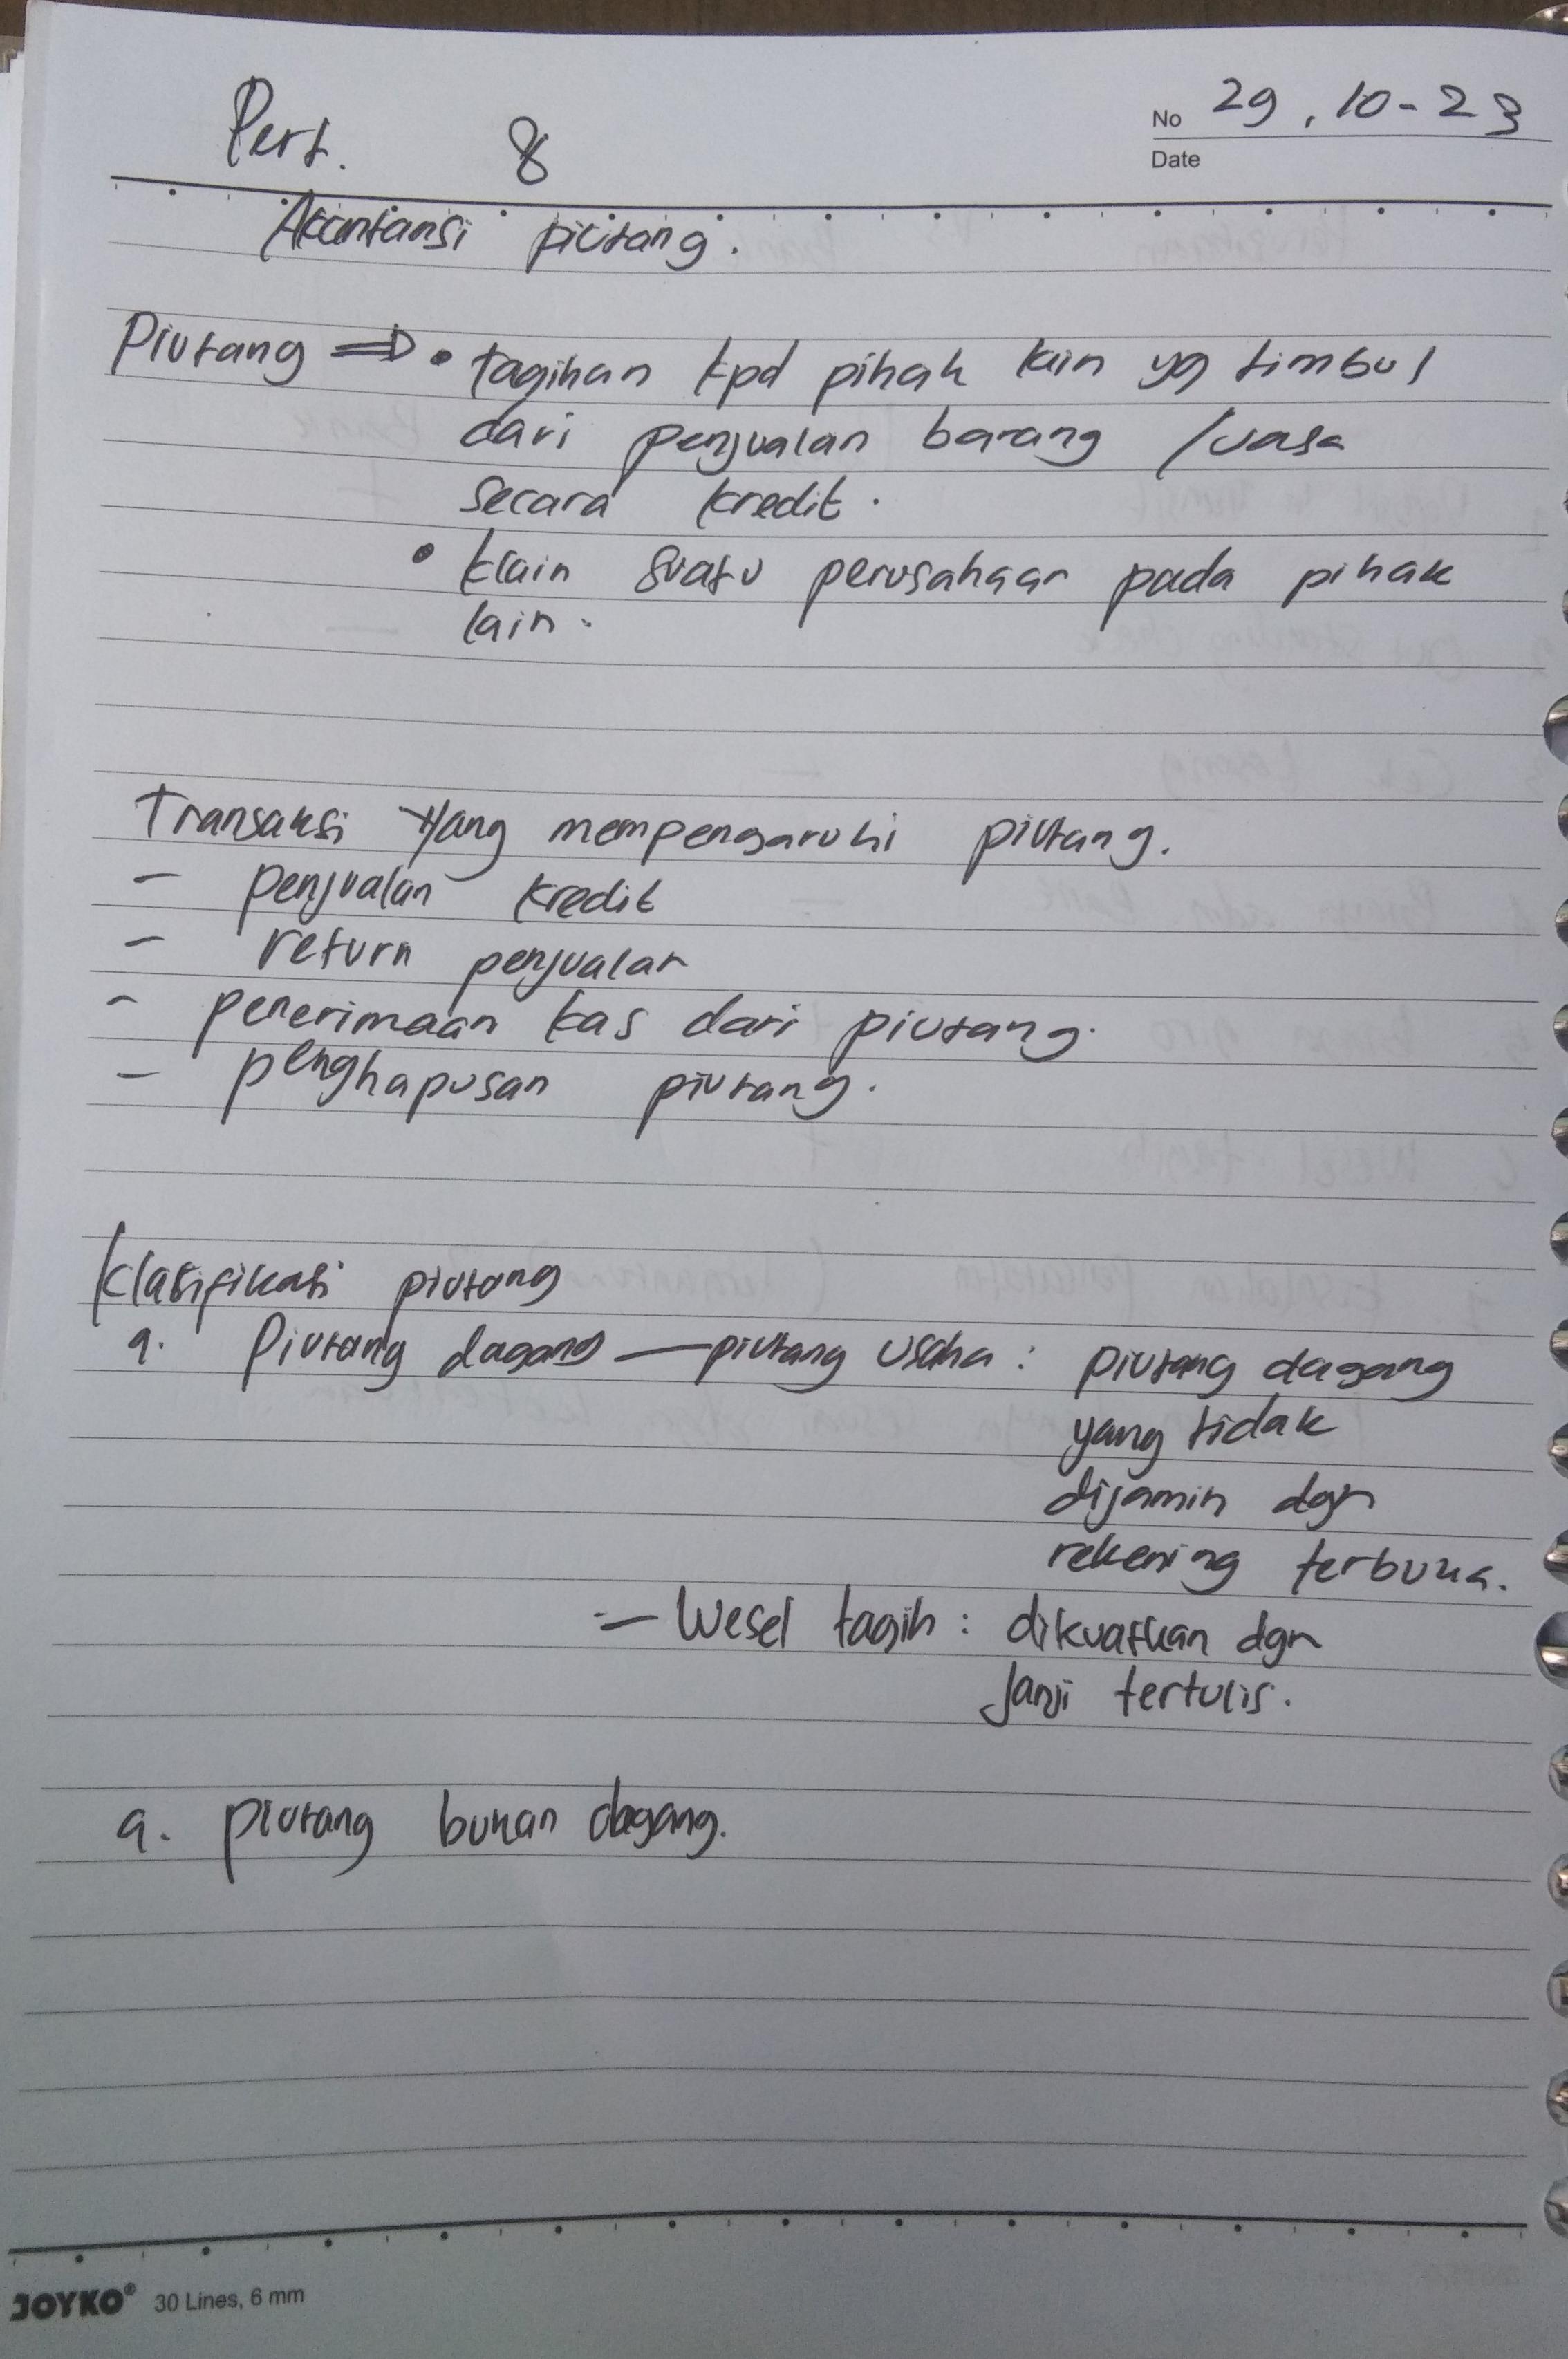 Pert. 8
No 29, 10-23
Date
Akuntansi piutang.
Piutang => • tagihan kpd pihak lain yg timbul
dari penjualan barang /jasa
secara kredit.
• klain suatu perusahaan pada pihak
lain.
Transaksi yang mempengaruhi piutang.
- penjualan kredit
- return penjualan
- penerimaan kas dari piutang.
- penghapusan piutang.
Klasifikasi piutang
a. Piutang dagang — piutang usaha : piutang dagang
yang tidak
dijamin dgn
rekening terbuka.
- Wesel tagih : dikuatkan dgn
janji tertulis.
a. piutang bukan dagang.
JOYKO® 30 Lines, 6 mm